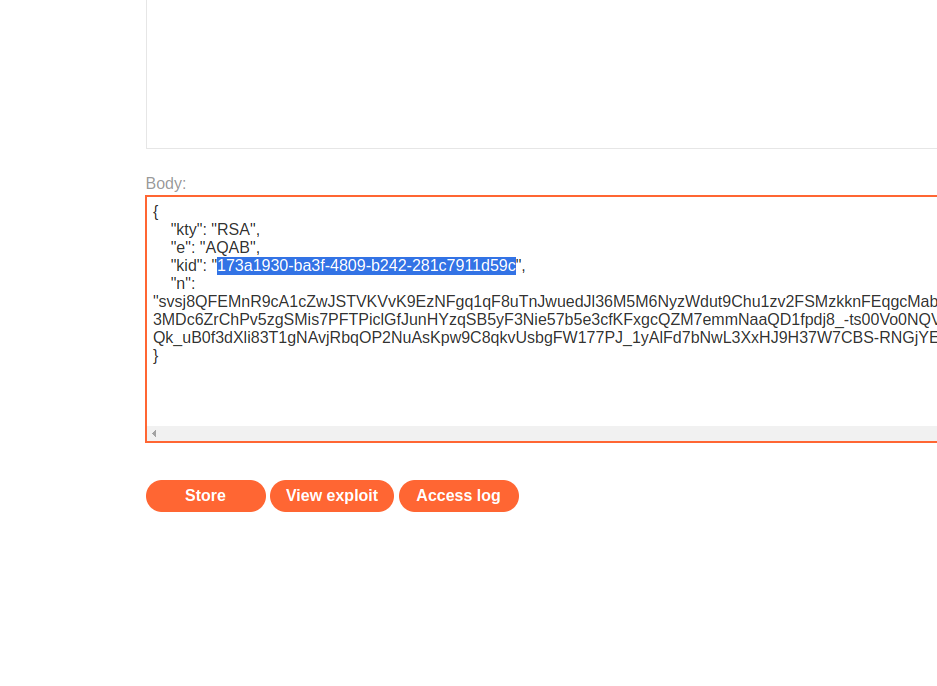 Body:
{
"kty": "RSA",
"e": "AQAB",
"kid": "173a1930-ba3f-4809-b242-281c7911d59c",
"n":
"svsj8QFEMnR9cA1cZwJSTVKVvK9EzNFgq1qF8uTnJwuedJl36M5M6NyzWdut9Chu1zv2FSMzkknFEqgcMab
3MDc6ZrChPv5zgSMis7PFTPiclGfJunHYzqSB5yF3Nie57b5e3cfKFxgcQZM7emmNaaQD1fpdj8_-ts00Vo0NQV
Qk_uB0f3dXli83T1gNAvjRbqOP2NuAsKpw9C8qkvUsbgFW177PJ_1yAlFd7bNwL3XxHJ9H37W7CBS-RNGjYE
}
Store
View exploit
Access log